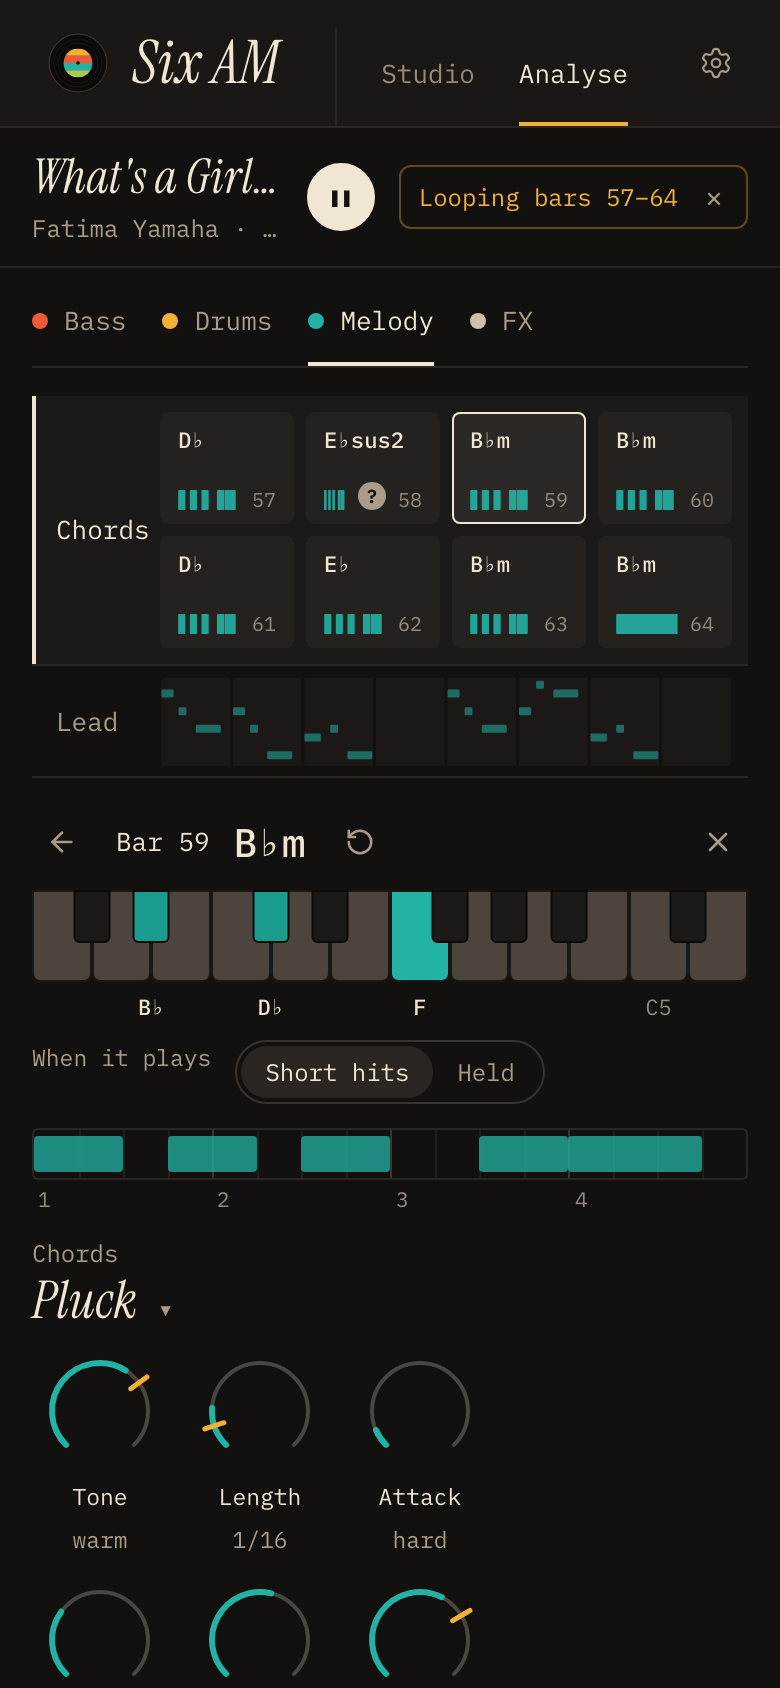 Six AM
Studio Analyse
What's a Girl…
Fatima Yamaha · …
Looping bars 57–64 ×
Bass Drums Melody FX
Chords
D♭ E♭sus2 B♭m B♭m
57 ? 58 59 60
D♭ E♭ B♭m B♭m
61 62 63 64
Lead
Bar 59 B♭m
B♭ D♭ F C5
When it plays Short hits Held
1 2 3 4
Chords
Pluck ▾
Tone Length Attack
warm 1/16 hard